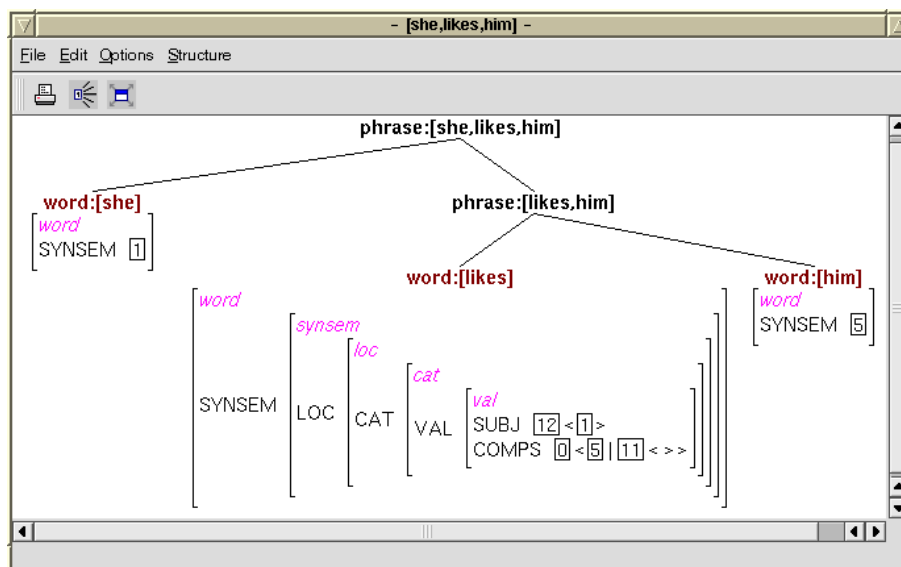 - [she,likes,him] -
File Edit Options Structure
phrase:[she,likes,him]
word:[she]
word
SYNSEM 1
phrase:[likes,him]
word:[likes]
word
SYNSEM
synsem
LOC
loc
CAT
cat
VAL
val
SUBJ 12 <1>
COMPS 0 <5 | 11 < >>
word:[him]
word
SYNSEM 5